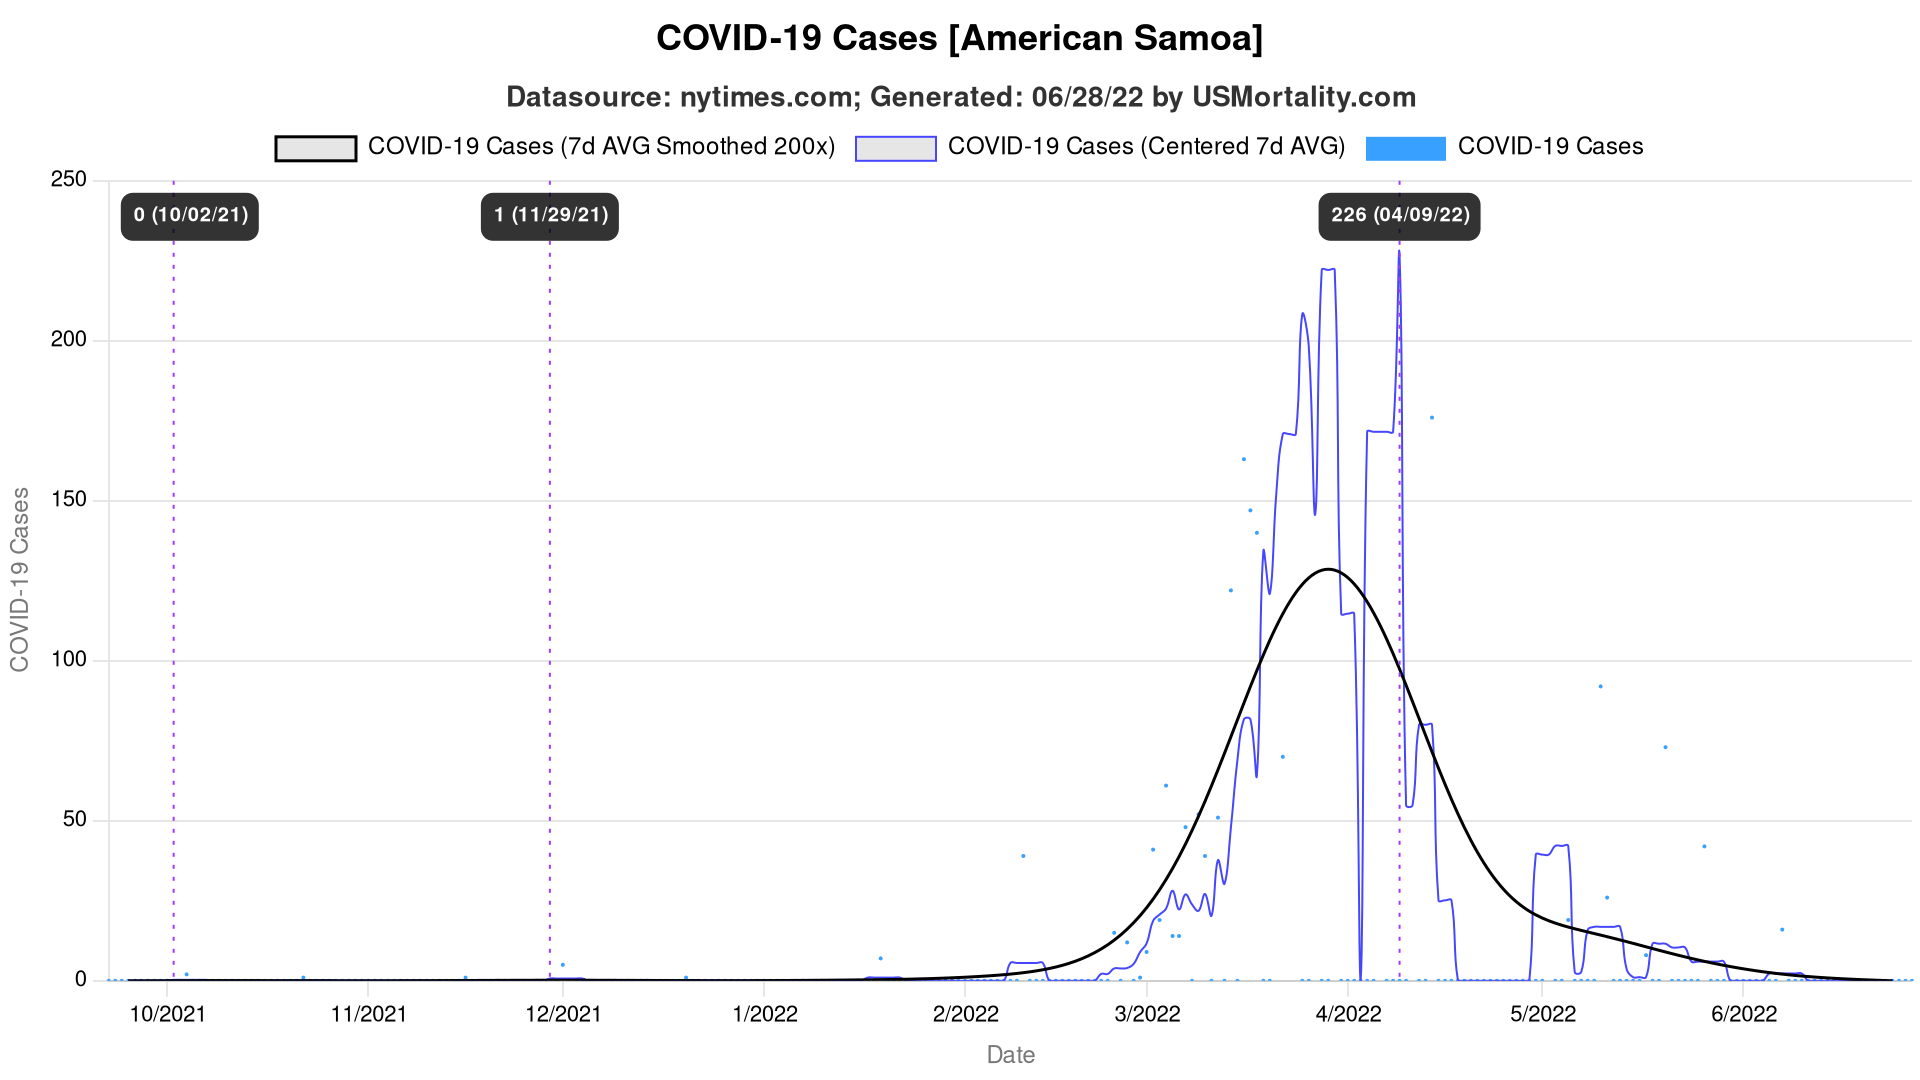 COVID-19 Cases [American Samoa]
Datasource: nytimes.com; Generated: 06/28/22 by USMortality.com
COVID-19 Cases (7d AVG Smoothed 200x) COVID-19 Cases (Centered 7d AVG) COVID-19 Cases
250
0 (10/02/21) 1 (11/29/21) 226 (04/09/22)
200
150
100
50
0
COVID-19 Cases
10/2021 11/2021 12/2021 1/2022 2/2022 3/2022 4/2022 5/2022 6/2022
Date